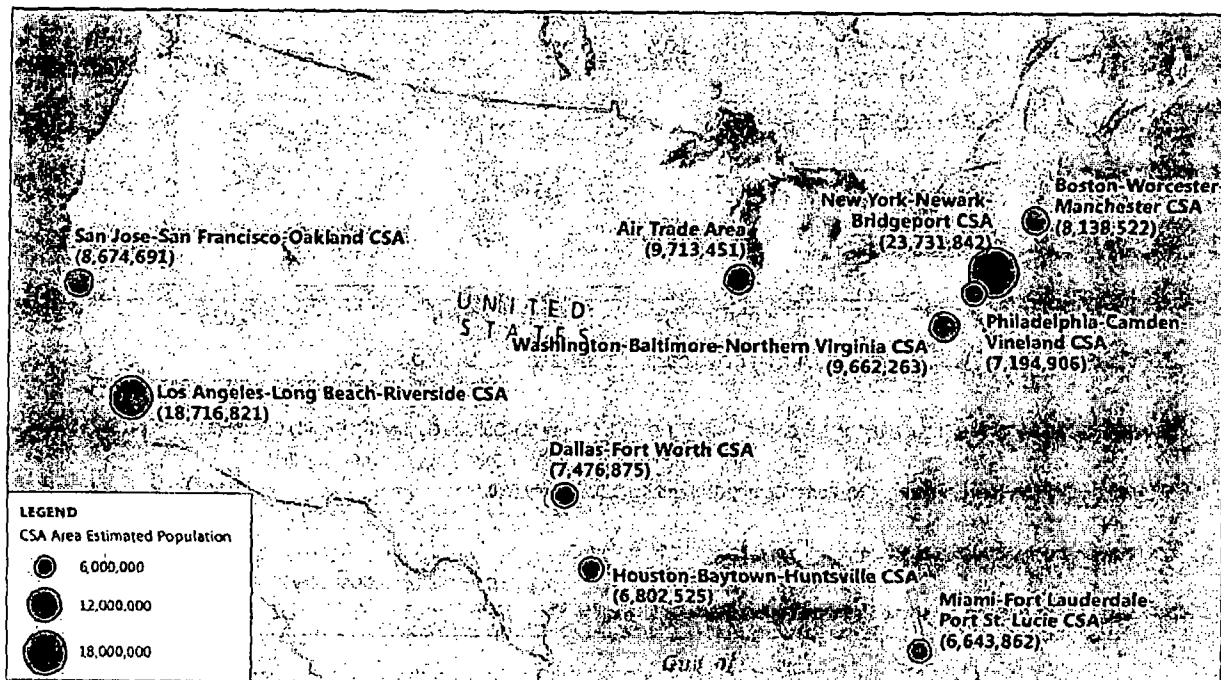 Boston-Worcester
Manchester CSA
(8,138,522)
New York-Newark-
Bridgeport CSA
(23,731,842)
Air Trade Area
(9,713,451)
San Jose-San Francisco-Oakland CSA
(8,674,691)
UNITED
STATES
Washington-Baltimore-Northern Virginia CSA
(9,662,263)
Philadelphia-Camden-
Vineland CSA
(7,194,906)
Los Angeles-Long Beach-Riverside CSA
(18,716,821)
Dallas-Fort Worth CSA
(7,476,875)
Houston-Baytown-Huntsville CSA
(6,802,525)
Miami-Fort Lauderdale
Port St. Lucie CSA
(6,643,862)
Gulf of
LEGEND
CSA Area Estimated Population
6,000,000
12,000,000
18,000,000